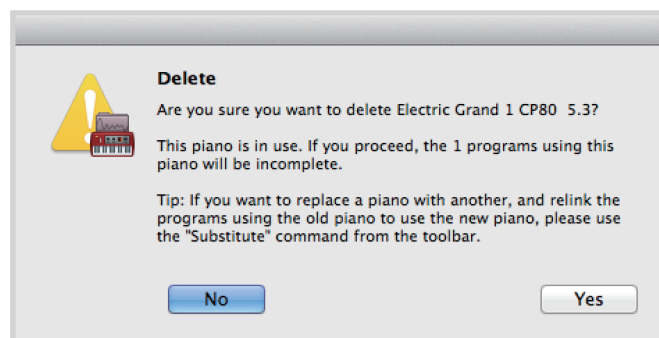 Delete
Are you sure you want to delete Electric Grand 1 CP80  5.3?
This piano is in use. If you proceed, the 1 programs using this
piano will be incomplete.
Tip: If you want to replace a piano with another, and relink the
programs using the old piano to use the new piano, please use
the "Substitute" command from the toolbar.
No
Yes